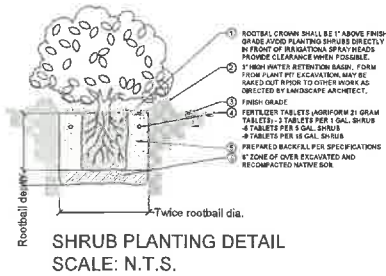 1 ROOTBAL CROWN SHALL BE 1" ABOVE FINISH
GRADE AVOID PLANTING SHRUBS DIRECTLY
IN FRONT OF IRRIGATIONA SPRAY HEADS
PROVIDE CLEARANCE WHEN POSSIBLE.
2 3" HIGH WATER RETENTION BASIN, FORM
FROM PLANT PIT EXCAVATION, MAY BE
RAKED OUT RPIOR TO OTHER WORK AS
DIRECTED BY LANDSCAPE ARCHITECT.
3 FINISH GRADE
4 FERTILIZER TABLETS (AGRIFORM 21 GRAM
TABLETS) - 3 TABLETS PER 1 GAL. SHRUB
-6 TABLETS PER 5 GAL. SHRUB
-9 TABLETS PER 15 GAL. SHRUB
5 PREPARED BACKFILL PER SPECIFICATIONS
6 6" ZONE OF OVER EXCAVATED AND
RECOMPACTED NATIVE SOIL
Rootball depth
Twice rootball dia.
SHRUB PLANTING DETAIL
SCALE: N.T.S.